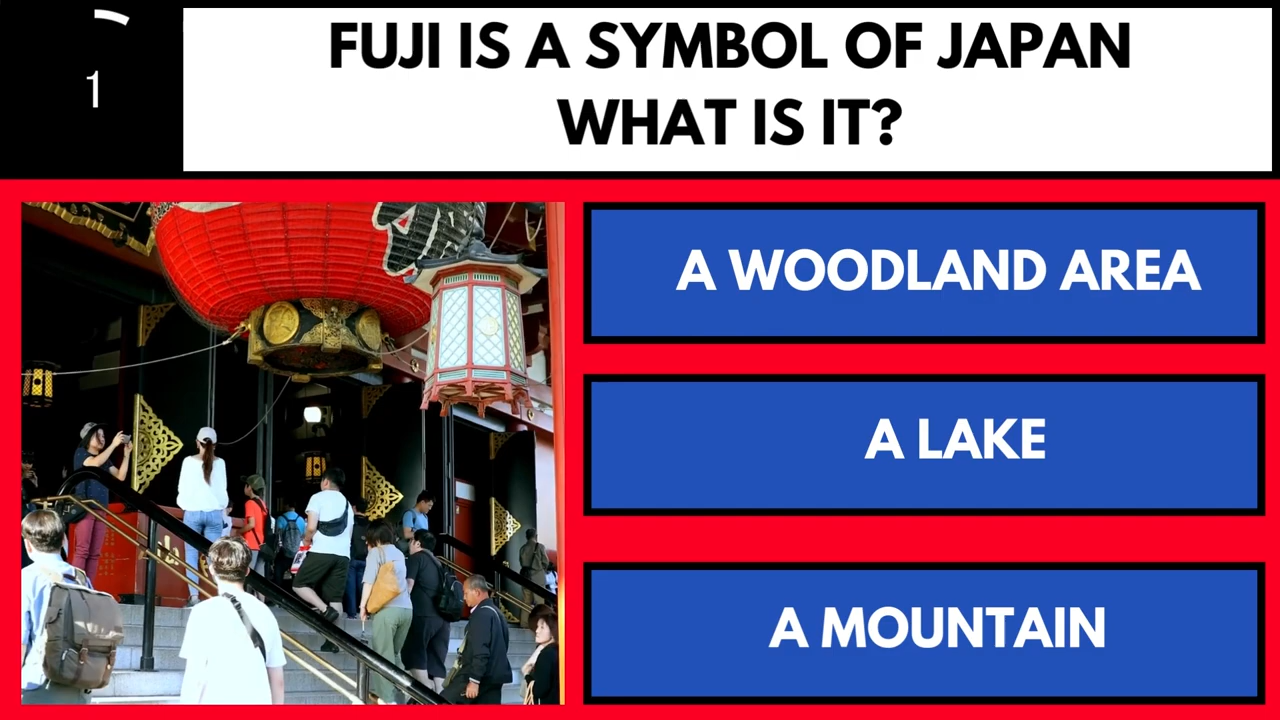 1
FUJI IS A SYMBOL OF JAPAN
WHAT IS IT?
A WOODLAND AREA
A LAKE
A MOUNTAIN